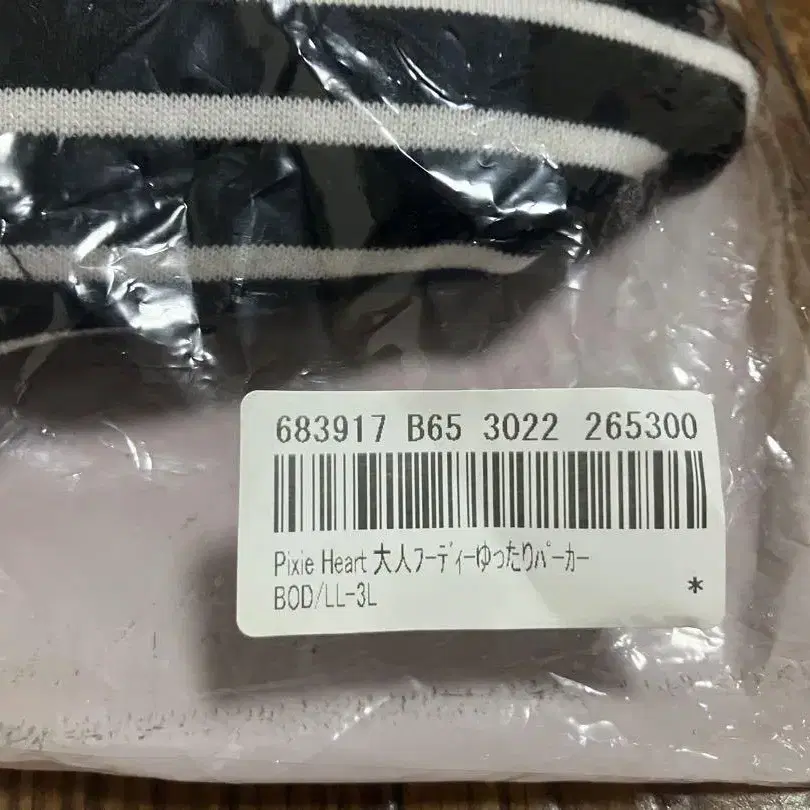 683917 B65 3022 265300
Pixie Heart 大人ﾌｰﾃﾞｨｰゆったりﾊﾟｰｶｰ
BOD/LL-3L *